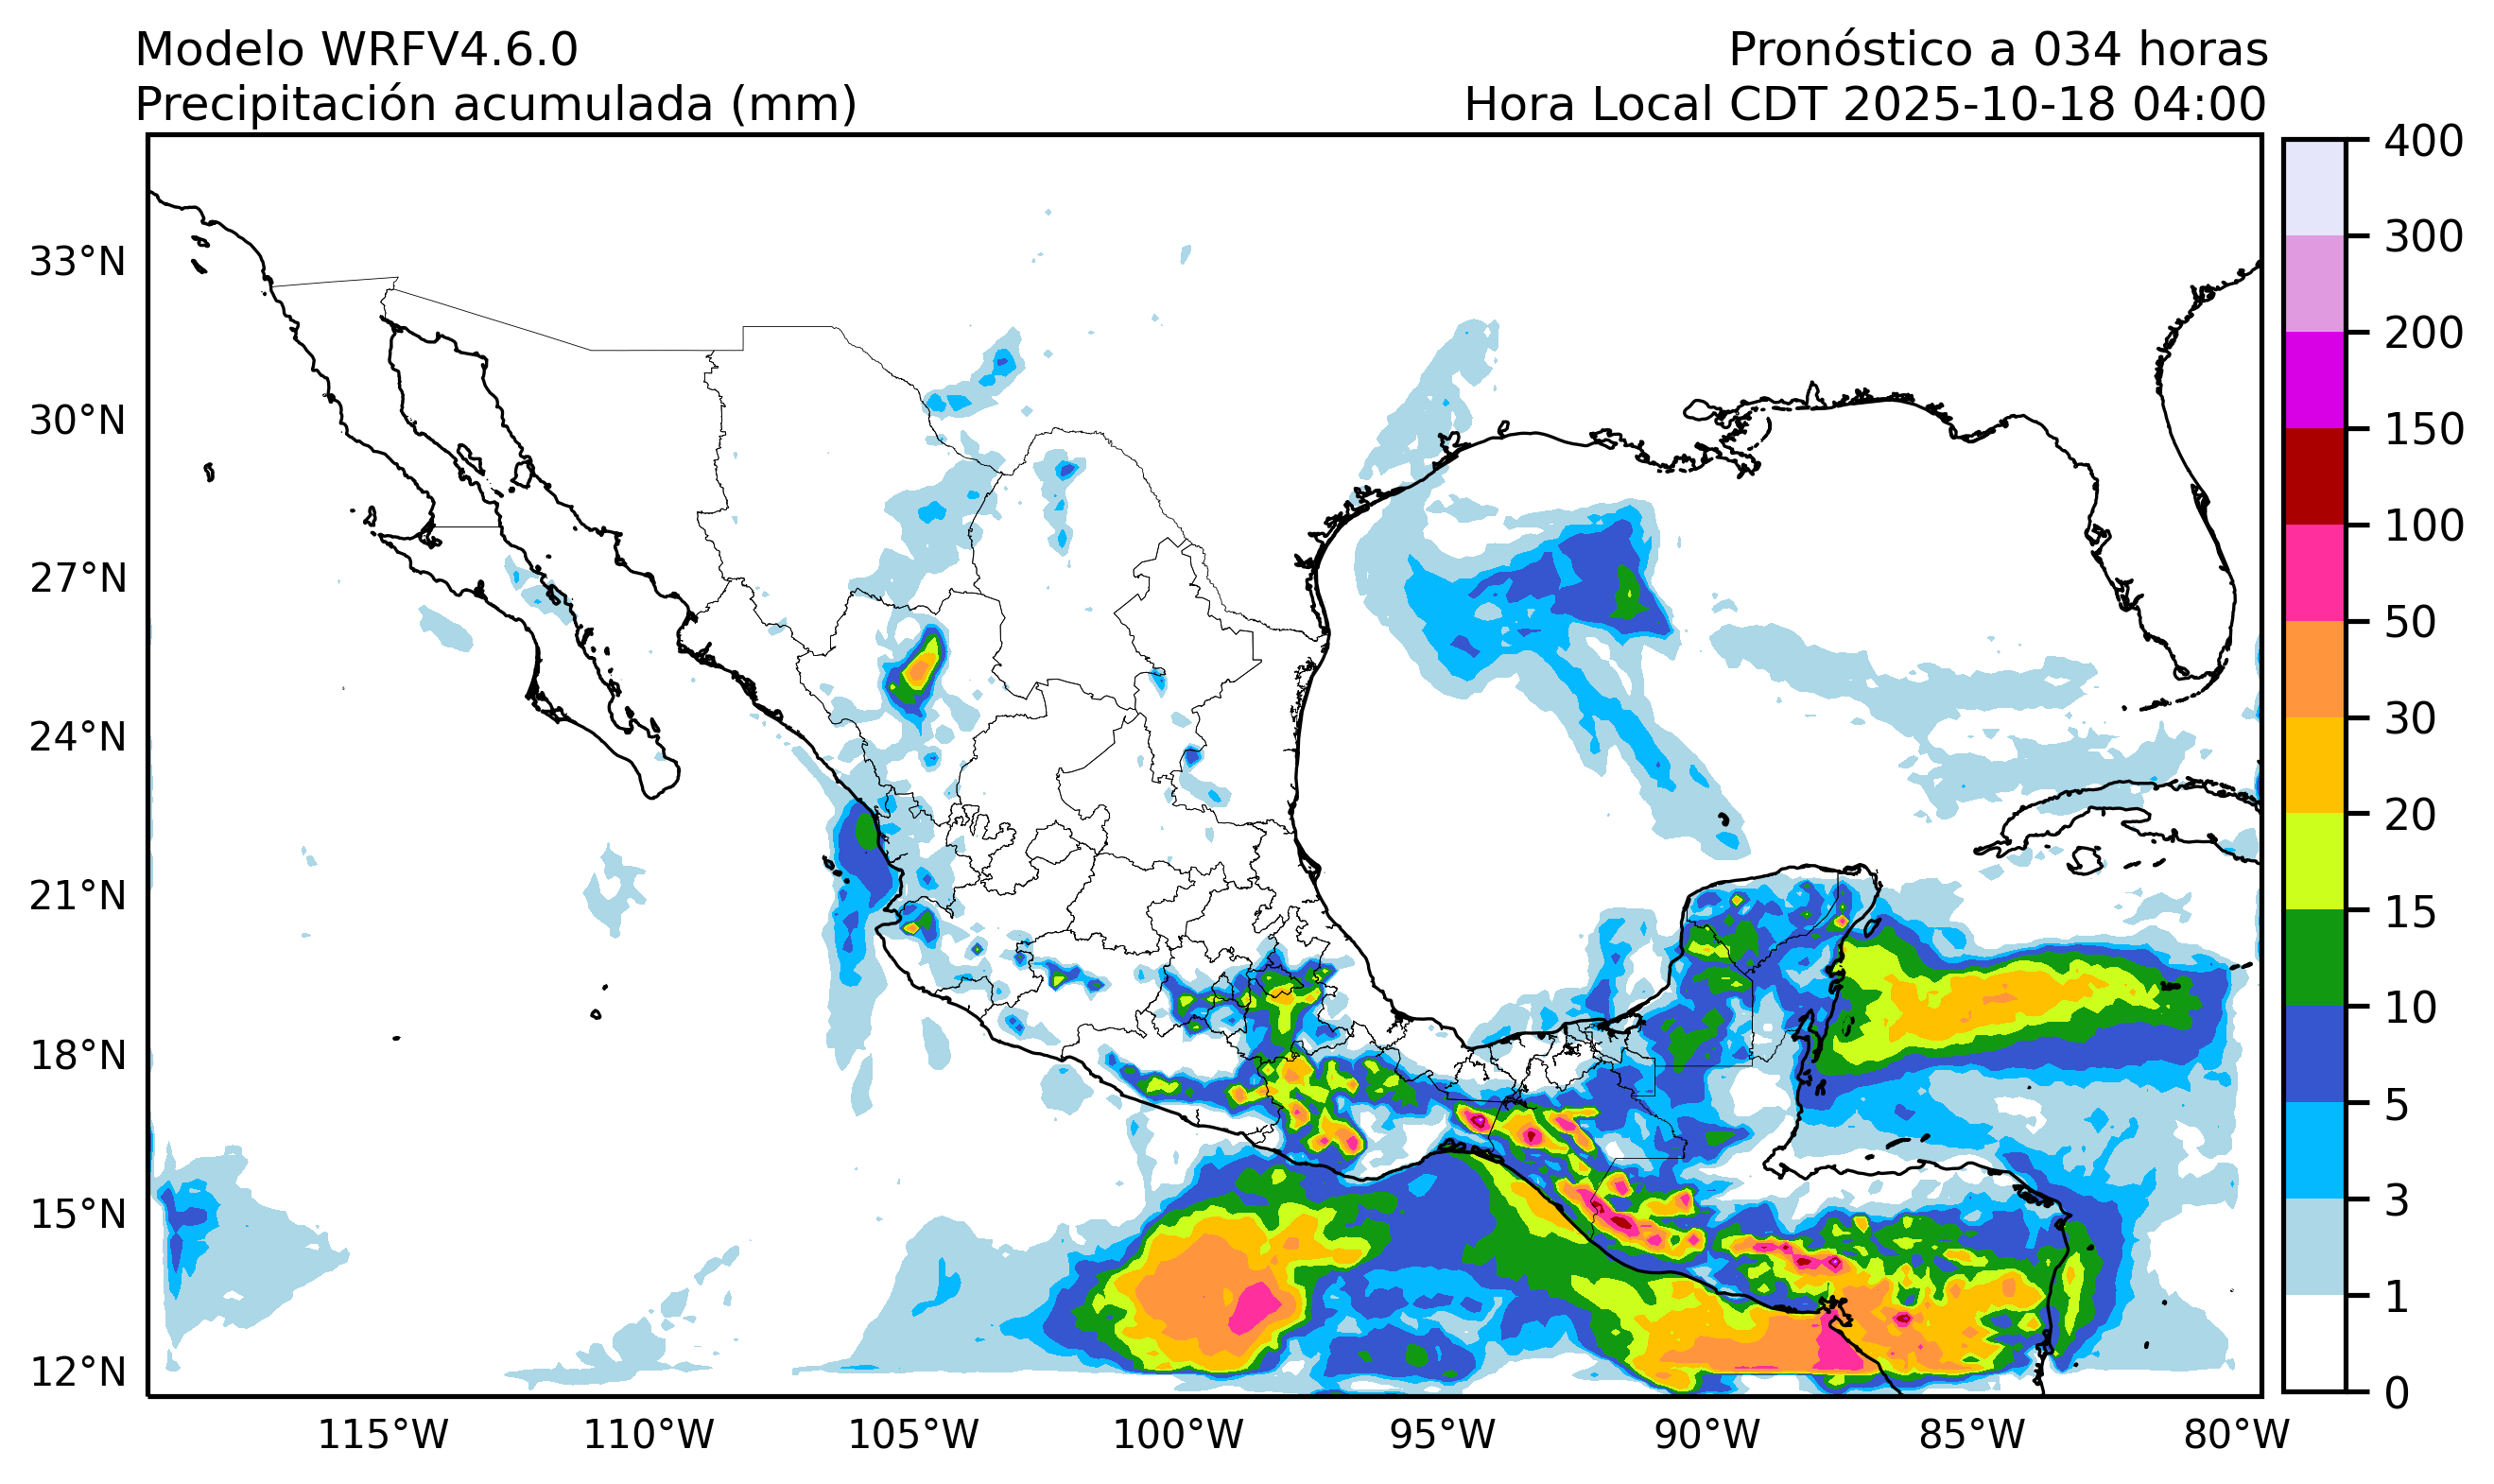 Modelo WRFV4.6.0
Pronóstico a 034 horas
Precipitación acumulada (mm)
Hora Local CDT 2025-10-18 04:00
400
300
200
150
100
50
30
20
15
10
5
3
1
0
33°N
30°N
27°N
24°N
21°N
18°N
15°N
12°N
115°W
110°W
105°W
100°W
95°W
90°W
85°W
80°W